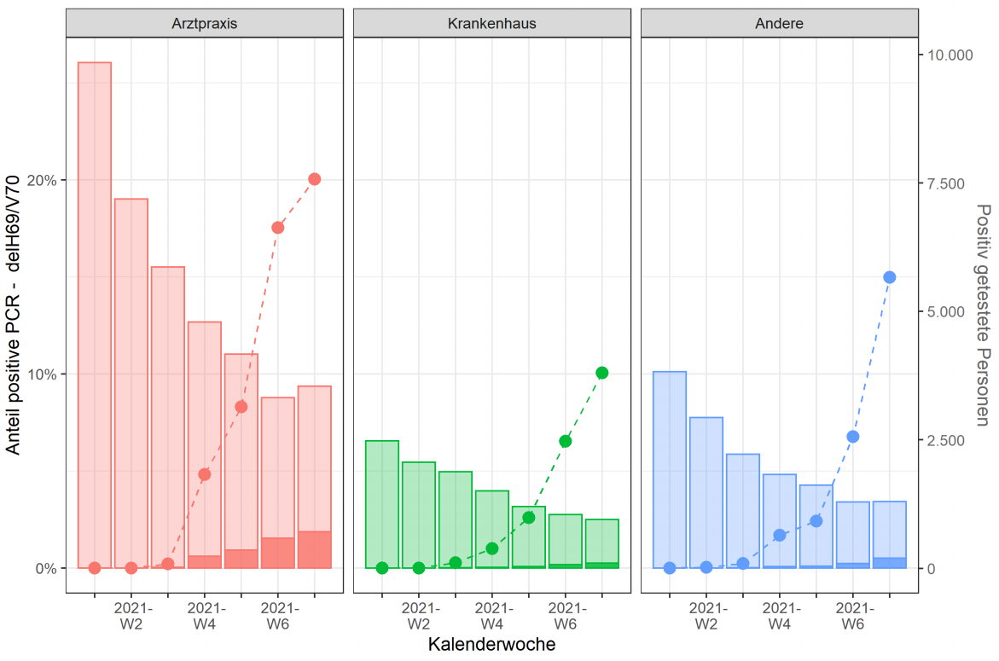 Arztpraxis
Krankenhaus
Andere
Anteil positive PCR - delH69/V70
20%
10%
0%
10.000
7.500
5.000
2.500
0
Positiv getestete Personen
2021-
W2
2021-
W4
2021-
W6
2021-
W2
2021-
W4
2021-
W6
2021-
W2
2021-
W4
2021-
W6
Kalenderwoche